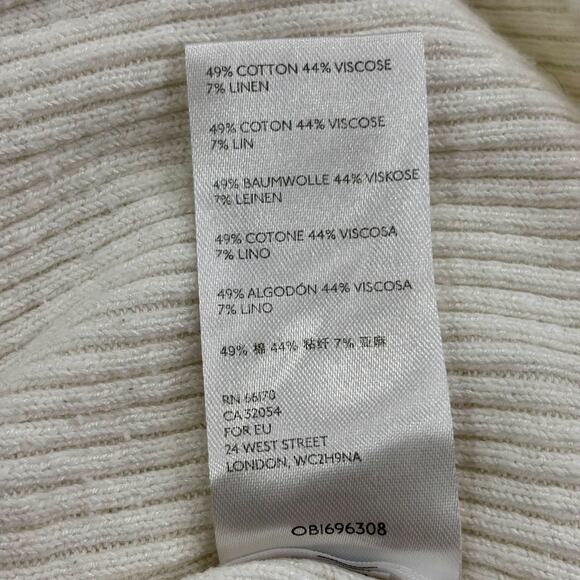 49% COTTON 44% VISCOSE
7% LINEN
49% COTON 44% VISCOSE
7% LIN
49% BAUMWOLLE 44% VISKOSE
7% LEINEN
49% COTONE 44% VISCOSA
7% LINO
49% ALGODÓN 44% VISCOSA
7% LINO
49% 棉 44% 粘纤 7% 亚麻
RN 66170
CA 32054
FOR EU
24 WEST STREET
LONDON, WC2H9NA
OBI696308